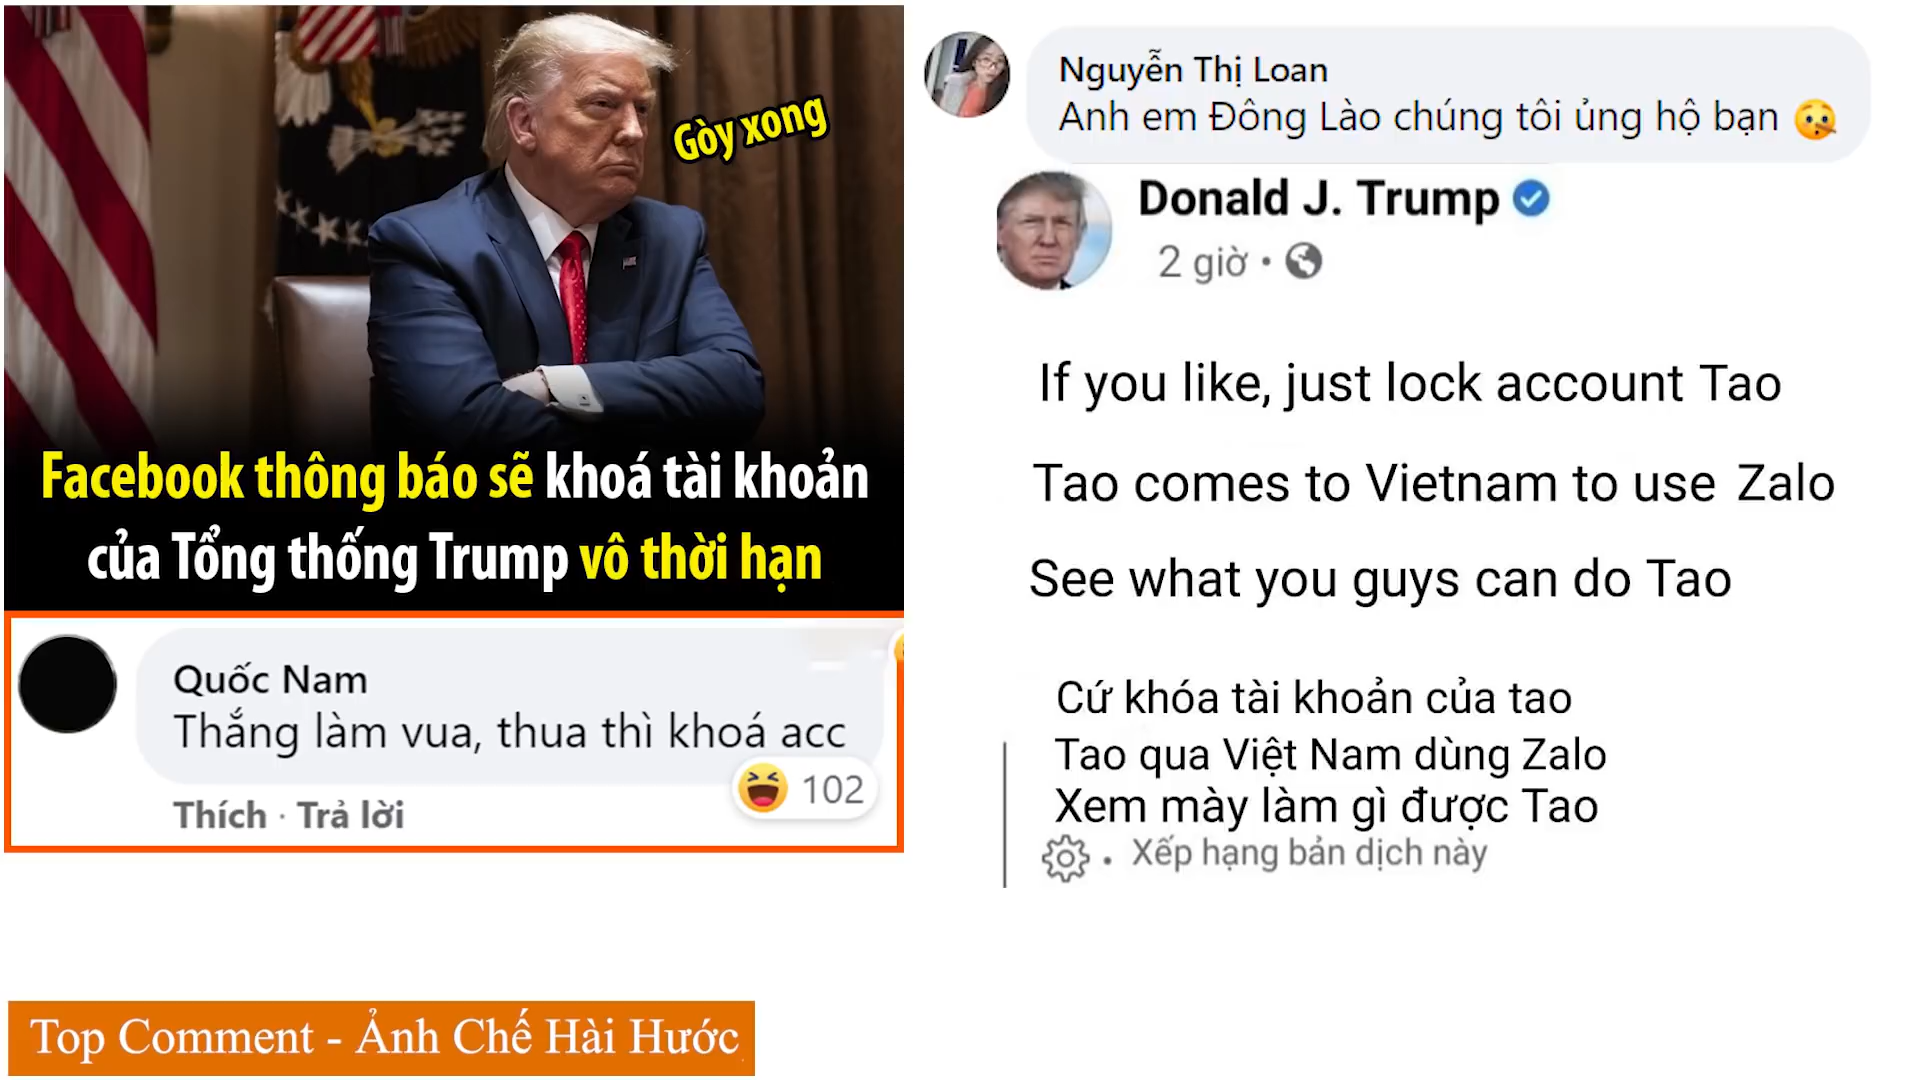 Gòy xong
Facebook thông báo sẽ khoá tài khoản
của Tổng thống Trump vô thời hạn
Quốc Nam
Thắng làm vua, thua thì khoá acc
102
Thích · Trả lời
Nguyễn Thị Loan
Anh em Đông Lào chúng tôi ủng hộ bạn
Donald J. Trump
2 giờ ·
If you like, just lock account Tao
Tao comes to Vietnam to use Zalo
See what you guys can do Tao
Cứ khóa tài khoản của tao
Tao qua Việt Nam dùng Zalo
Xem mày làm gì được Tao
· Xếp hạng bản dịch này
Top Comment - Ảnh Chế Hài Hước